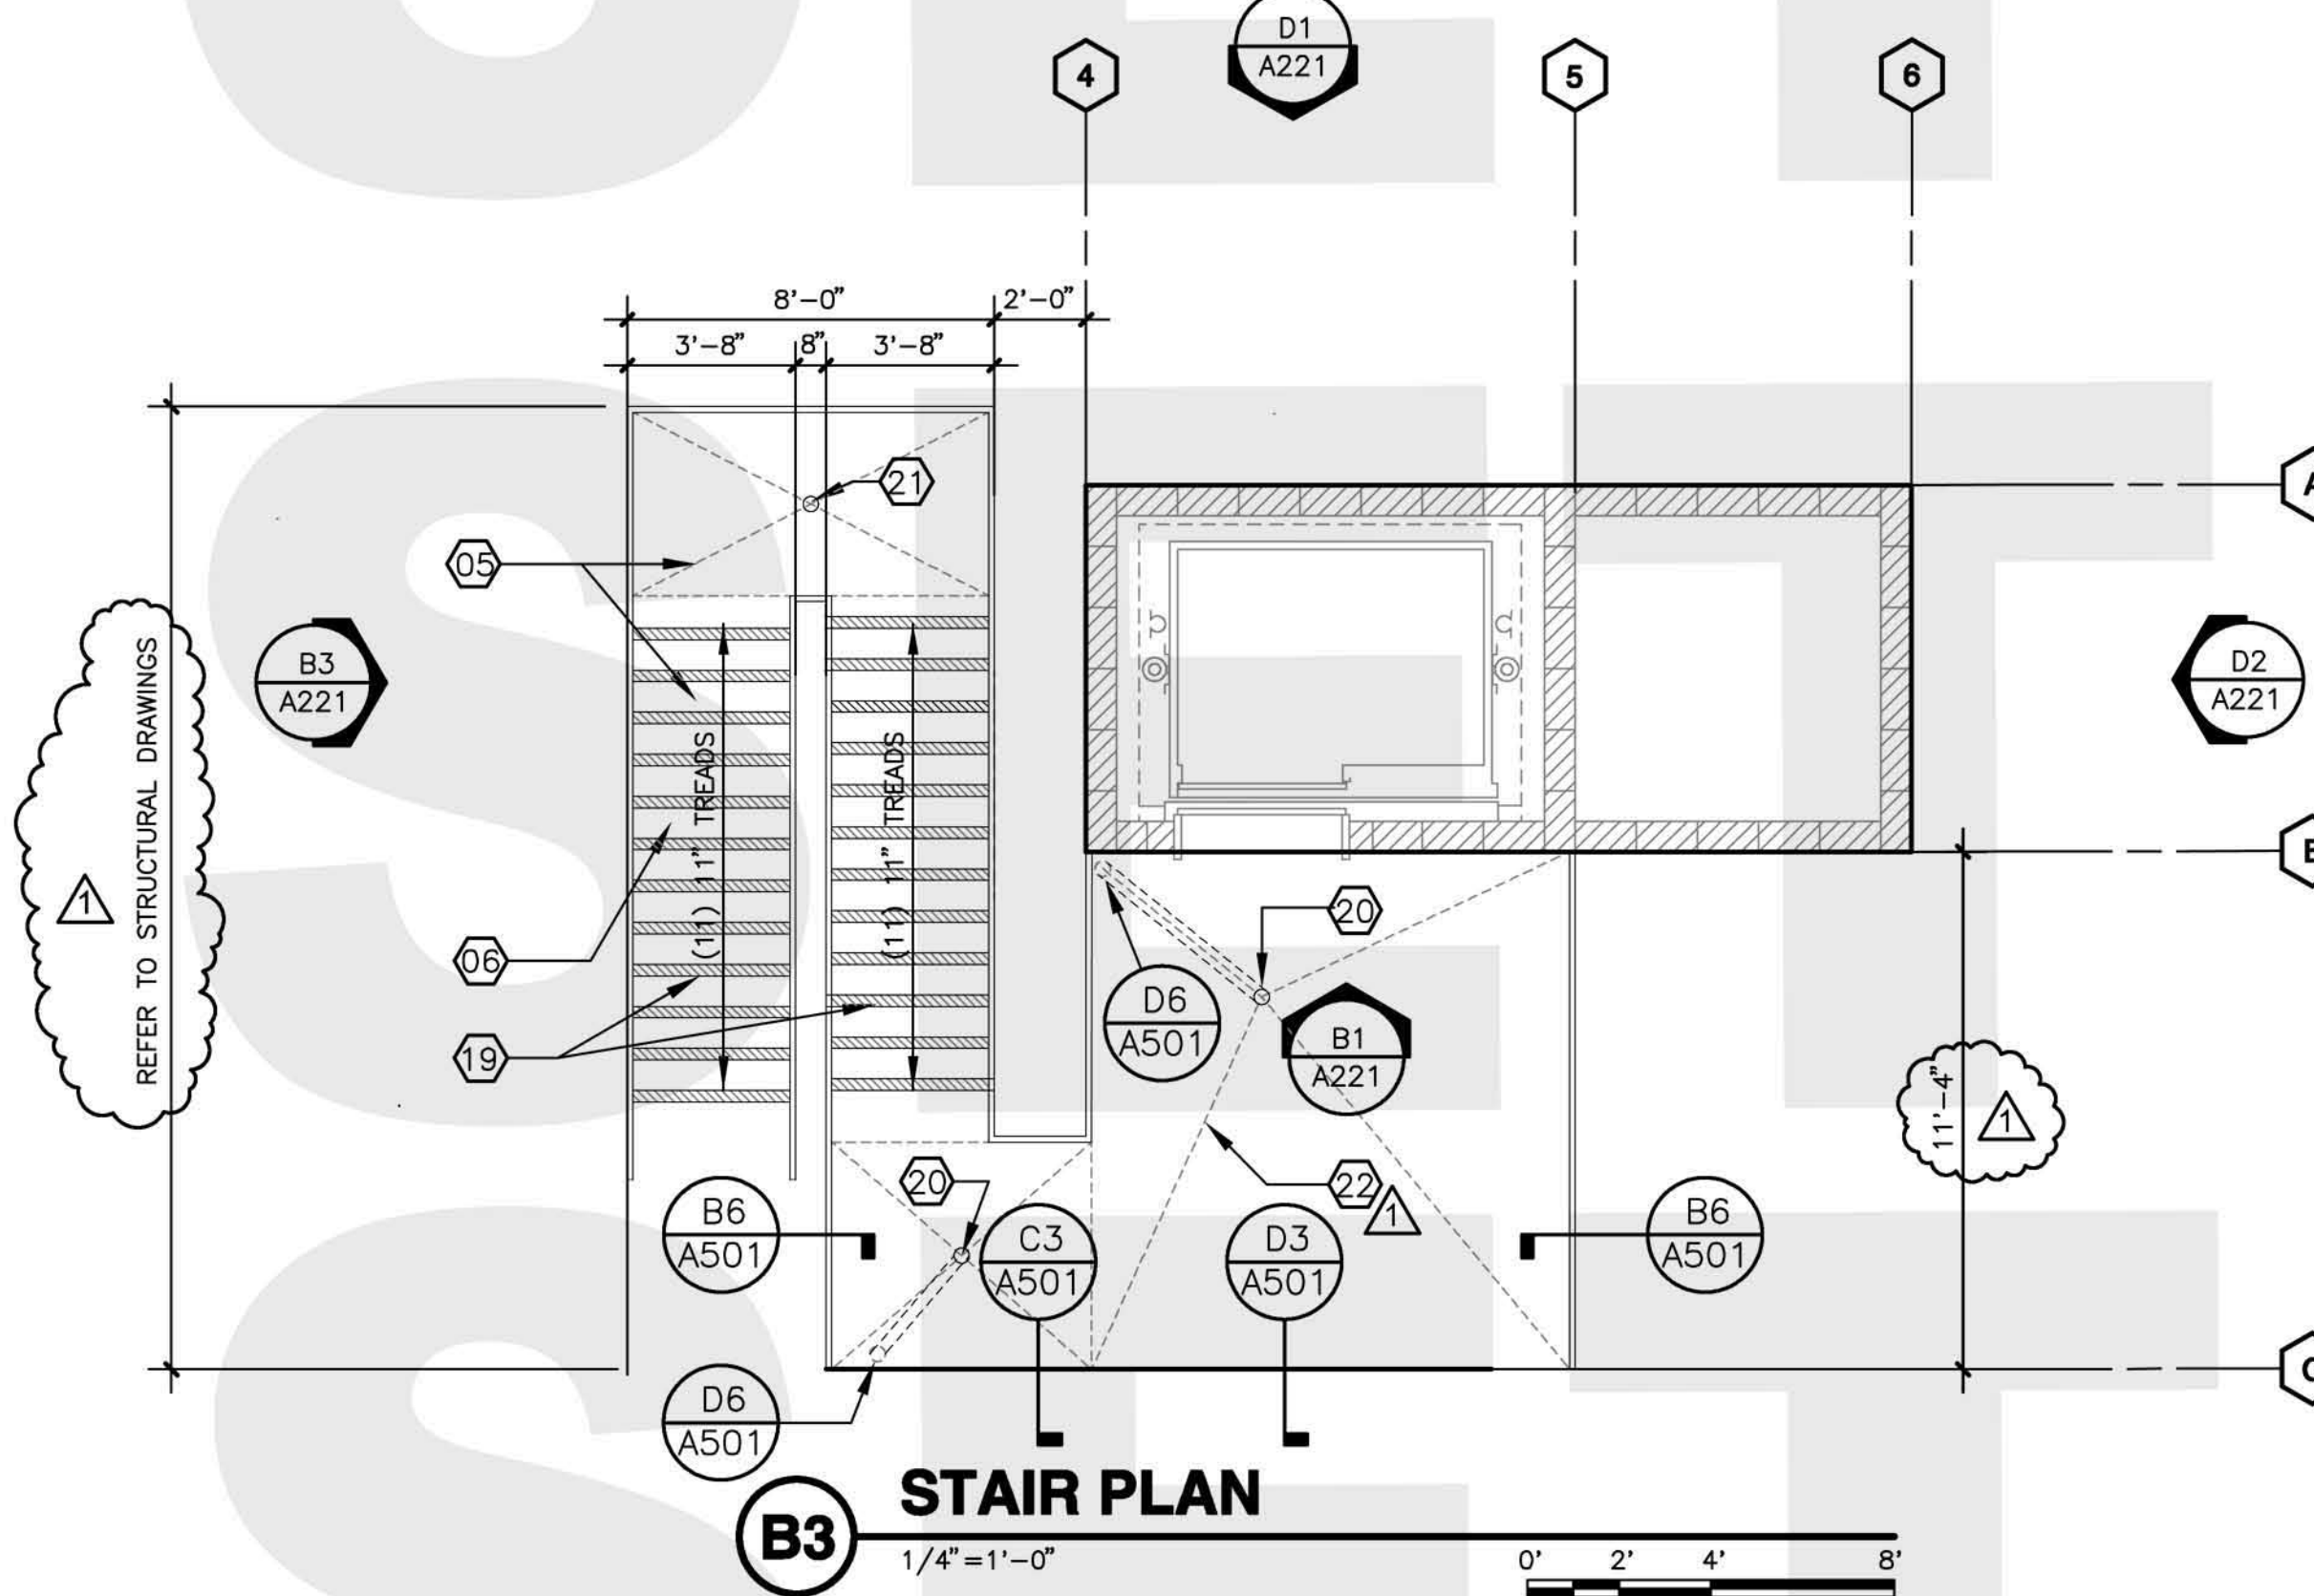 D1
A221
4
5
6
8'-0"
2'-0"
3'-8"
8"
3'-8"
21
A
05
REFER TO STRUCTURAL DRAWINGS
1
B3
A221
D2
A221
(11) 11" TREADS
(11) 11" TREADS
B
20
06
D6
A501
B1
A221
19
11'-4"
1
20
22
1
B6
A501
C3
A501
D3
A501
B6
A501
C
D6
A501
STAIR PLAN
B3
1/4"=1'-0"
0' 2' 4' 8'
SET
SET
SET